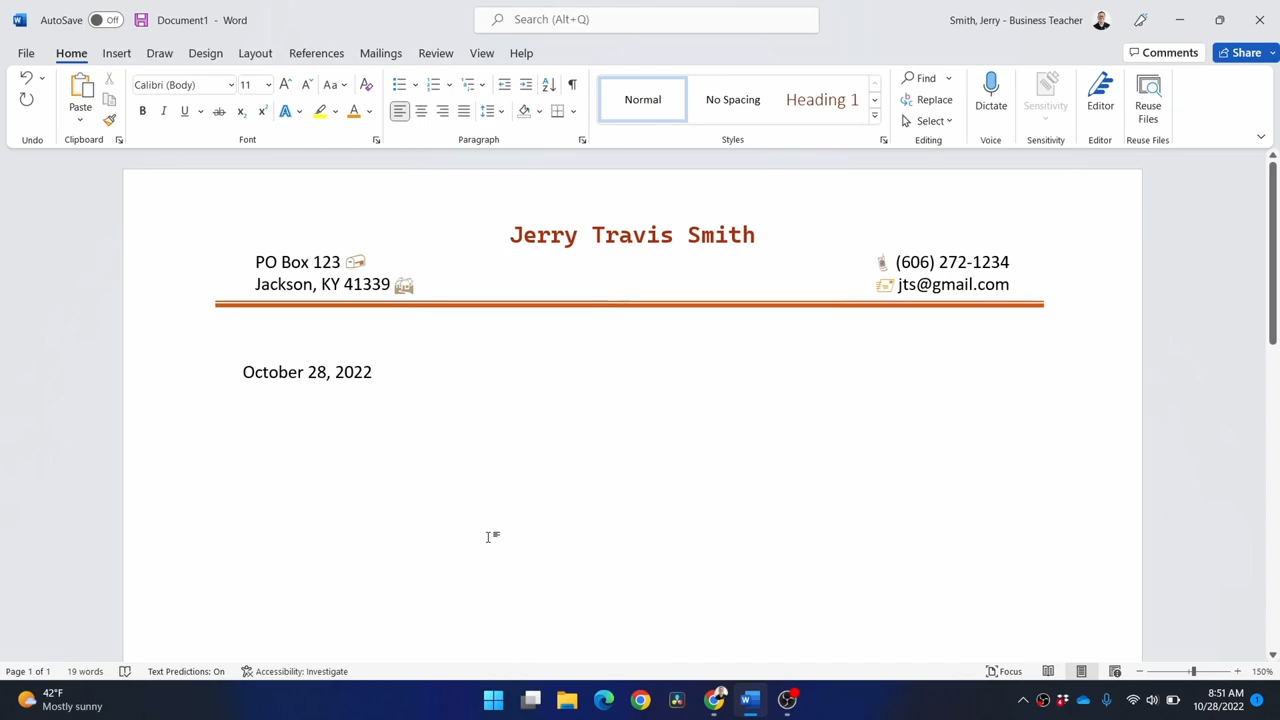 AutoSave Off Document1 - Word Search (Alt+Q) Smith, Jerry - Business Teacher
File Home Insert Draw Design Layout References Mailings Review View Help Comments Share
Calibri (Body) 11 Aa
Paste
Normal No Spacing Heading 1
Find
Replace
Select
Dictate Sensitivity Editor Reuse Files
Undo Clipboard Font Paragraph Styles Editing Voice Sensitivity Editor Reuse Files
Jerry Travis Smith
PO Box 123 (606) 272-1234
Jackson, KY 41339 jts@gmail.com
October 28, 2022
Page 1 of 1 19 words Text Predictions: On Accessibility: Investigate Focus 150%
42°F
Mostly sunny
8:51 AM
10/28/2022